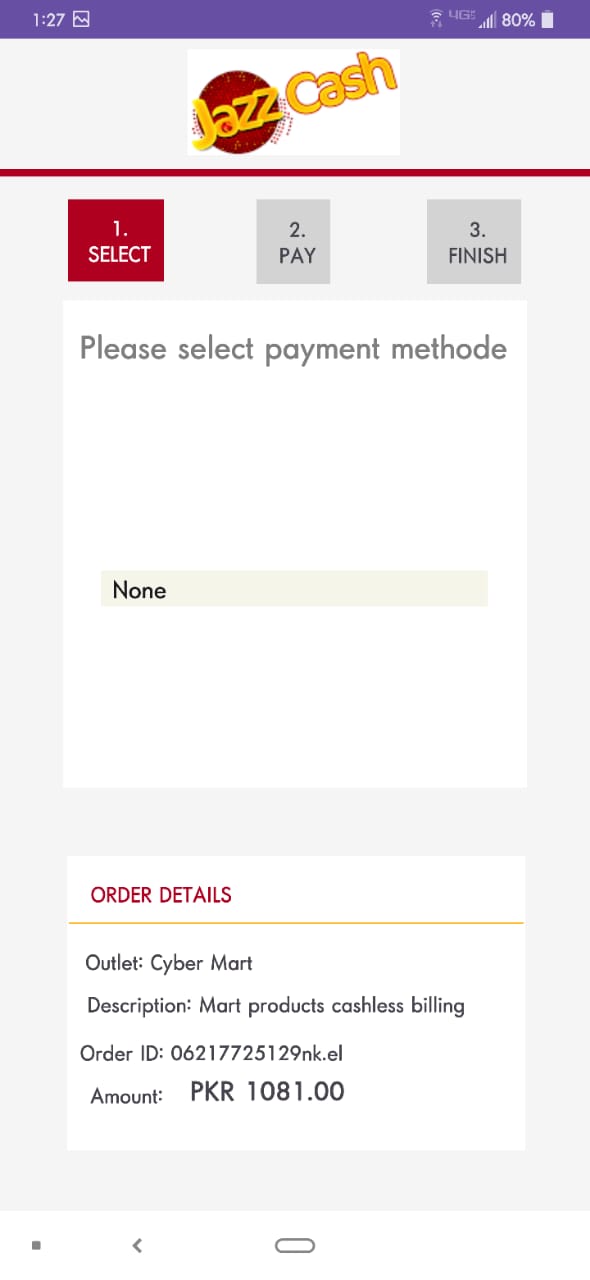 1:27
4GE 80%
Jazz Cash
1.
SELECT
2.
PAY
3.
FINISH
Please select payment methode
None
ORDER DETAILS
Outlet: Cyber Mart
Description: Mart products cashless billing
Order ID: 06217725129nk.el
Amount: PKR 1081.00